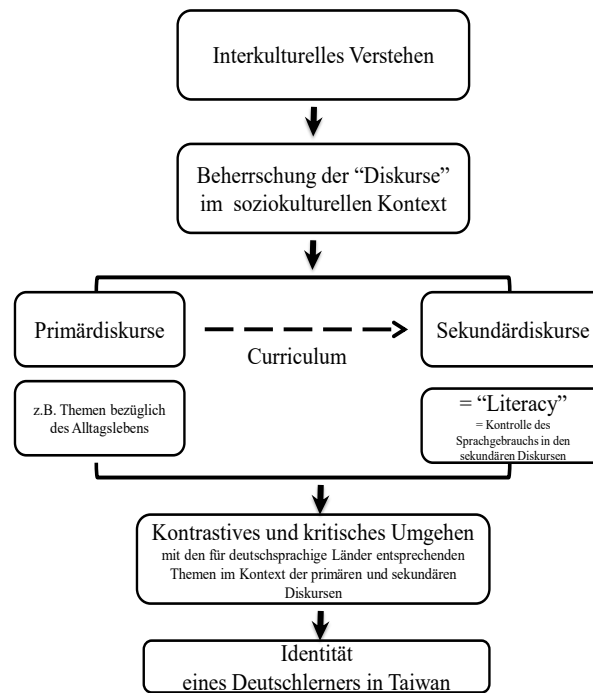 Interkulturelles Verstehen
Beherrschung der “Diskurse”
im soziokulturellen Kontext
Primärdiskurse
Curriculum
Sekundärdiskurse
z.B. Themen bezüglich
des Alltagslebens
= “Literacy”
= Kontrolle des
Sprachgebrauchs in den
sekundären Diskursen
Kontrastives und kritisches Umgehen
mit den für deutschsprachige Länder entsprechenden
Themen im Kontext der primären und sekundären
Diskursen
Identität
eines Deutschlerners in Taiwan